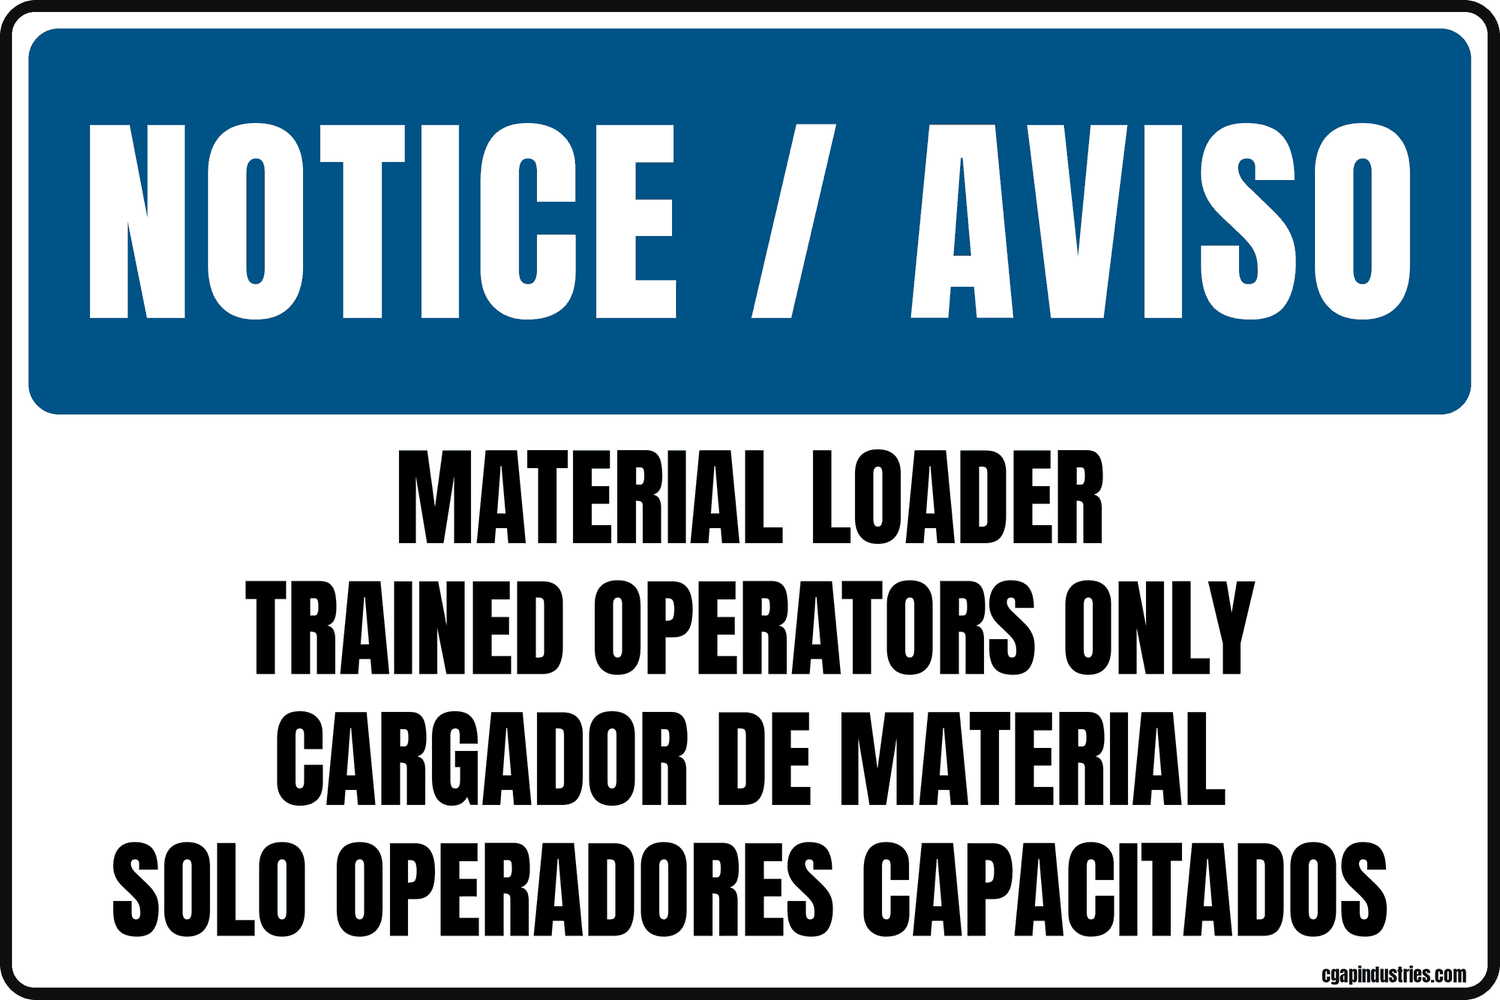 NOTICE / AVISO
MATERIAL LOADER
TRAINED OPERATORS ONLY
CARGADOR DE MATERIAL
SOLO OPERADORES CAPACITADOS
cgapindustries.com